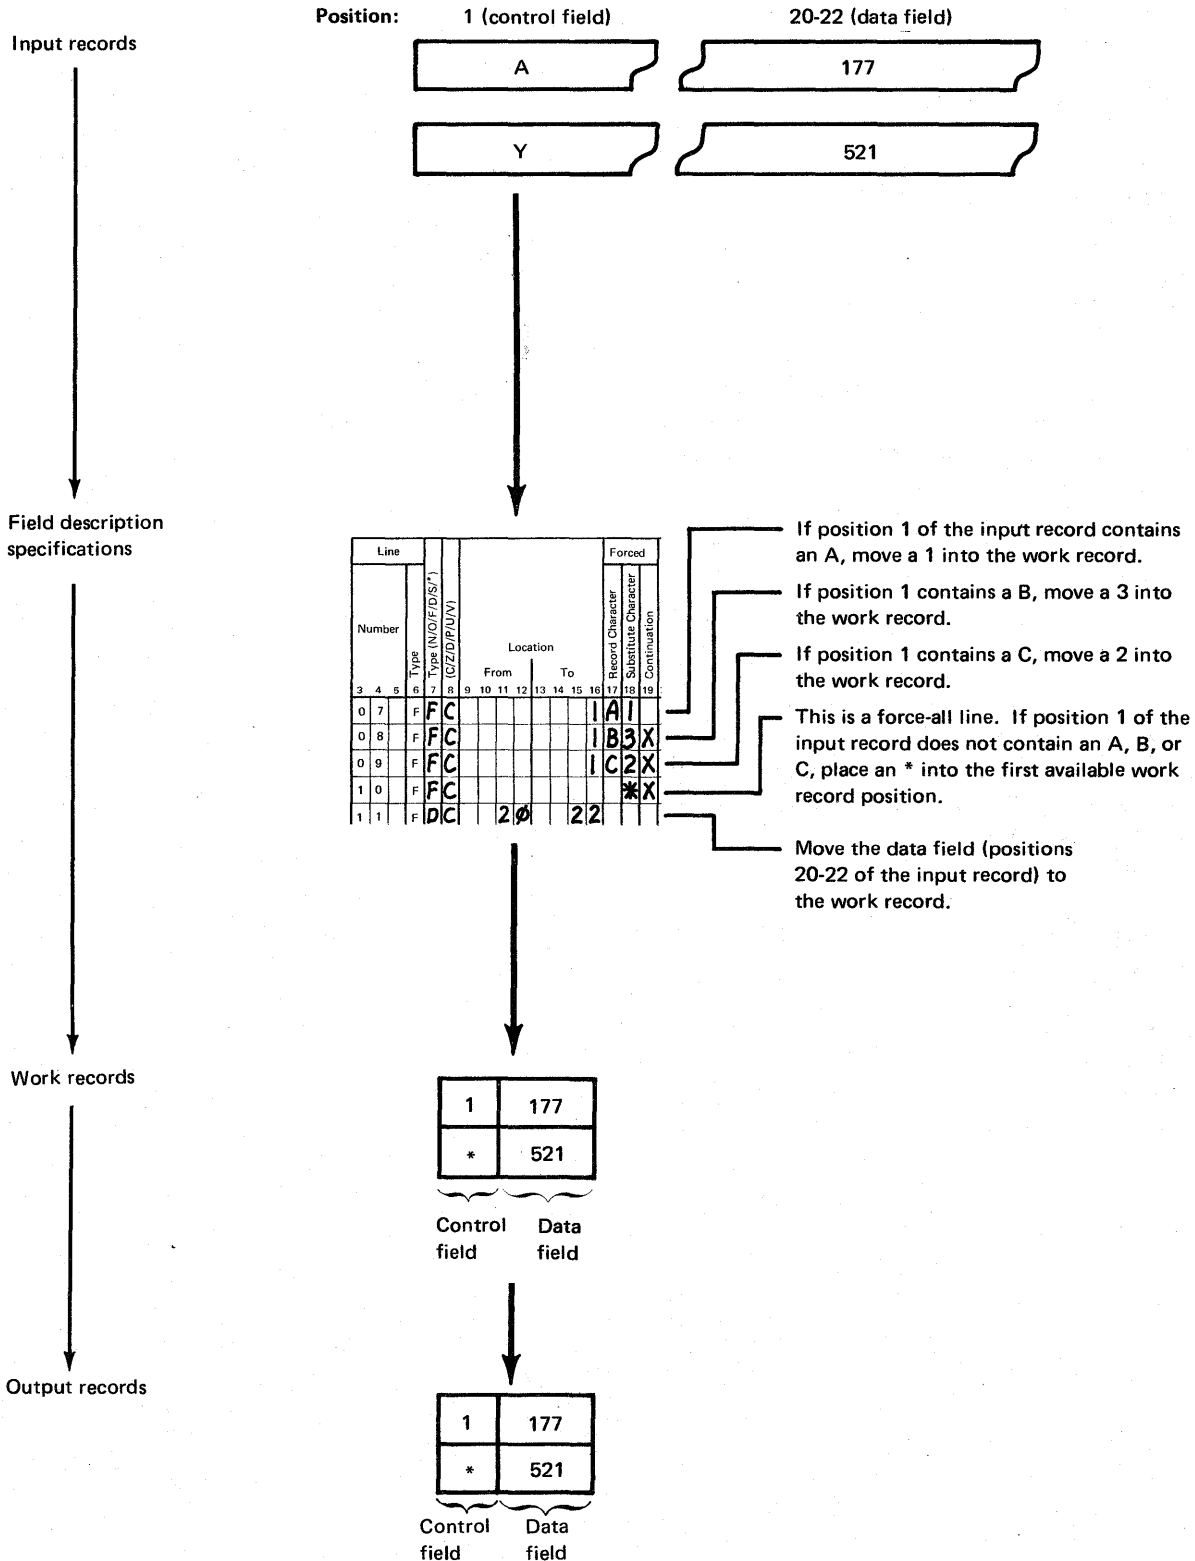 Position: 1 (control field) 20-22 (data field)
Input records
A 177
Y 521
Field description
specifications
If position 1 of the input record contains
an A, move a 1 into the work record.
If position 1 contains a B, move a 3 into
the work record.
If position 1 contains a C, move a 2 into
the work record.
This is a force-all line. If position 1 of the
input record does not contain an A, B, or
C, place an * into the first available work
record position.
Move the data field (positions
20-22 of the input record) to
the work record.
Line Forced
Number
Type
Type (N/O/F/D/S/*)
(C/Z/D/P/U/V)
Location
From To
Record Character
Substitute Character
Continuation
3 4 5 6 7 8 9 10 11 12 13 14 15 16 17 18 19
0 7 F F C 1 A 1
0 8 F F C 1 B 3 X
0 9 F F C 1 C 2 X
1 0 F F C * X
1 1 F D C 2 Ø 2 2
Work records
1 177
* 521
Control Data
field field
Output records
1 177
* 521
Control Data
field field